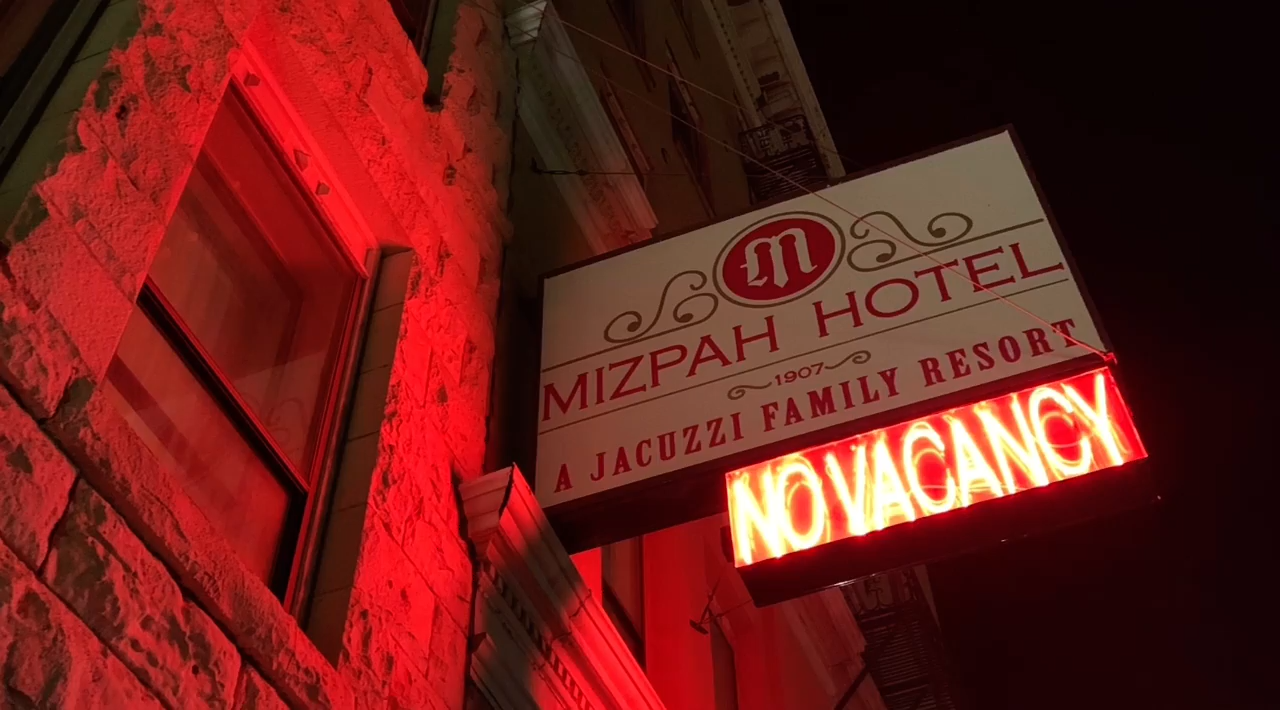 M
MIZPAH HOTEL
1907
A JACUZZI FAMILY RESORT
NO VACANCY